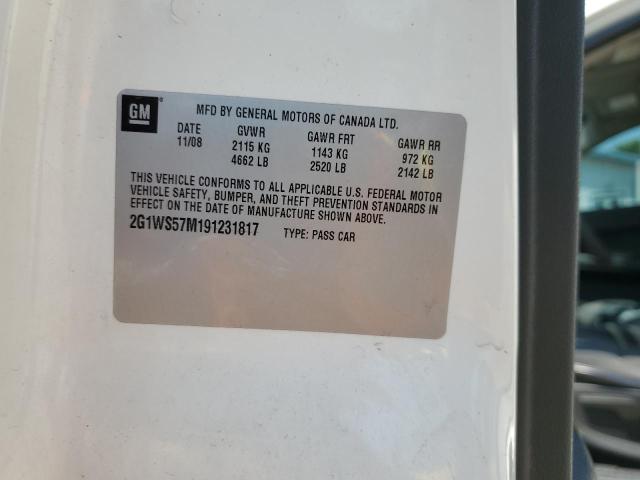 GM
MFD BY GENERAL MOTORS OF CANADA LTD.
DATE GVWR GAWR FRT GAWR RR
11/08 2115 KG 1143 KG 972 KG
4662 LB 2520 LB 2142 LB
THIS VEHICLE CONFORMS TO ALL APPLICABLE U.S. FEDERAL MOTOR
VEHICLE SAFETY, BUMPER, AND THEFT PREVENTION STANDARDS IN
EFFECT ON THE DATE OF MANUFACTURE SHOWN ABOVE.
2G1WS57M191231817 TYPE: PASS CAR